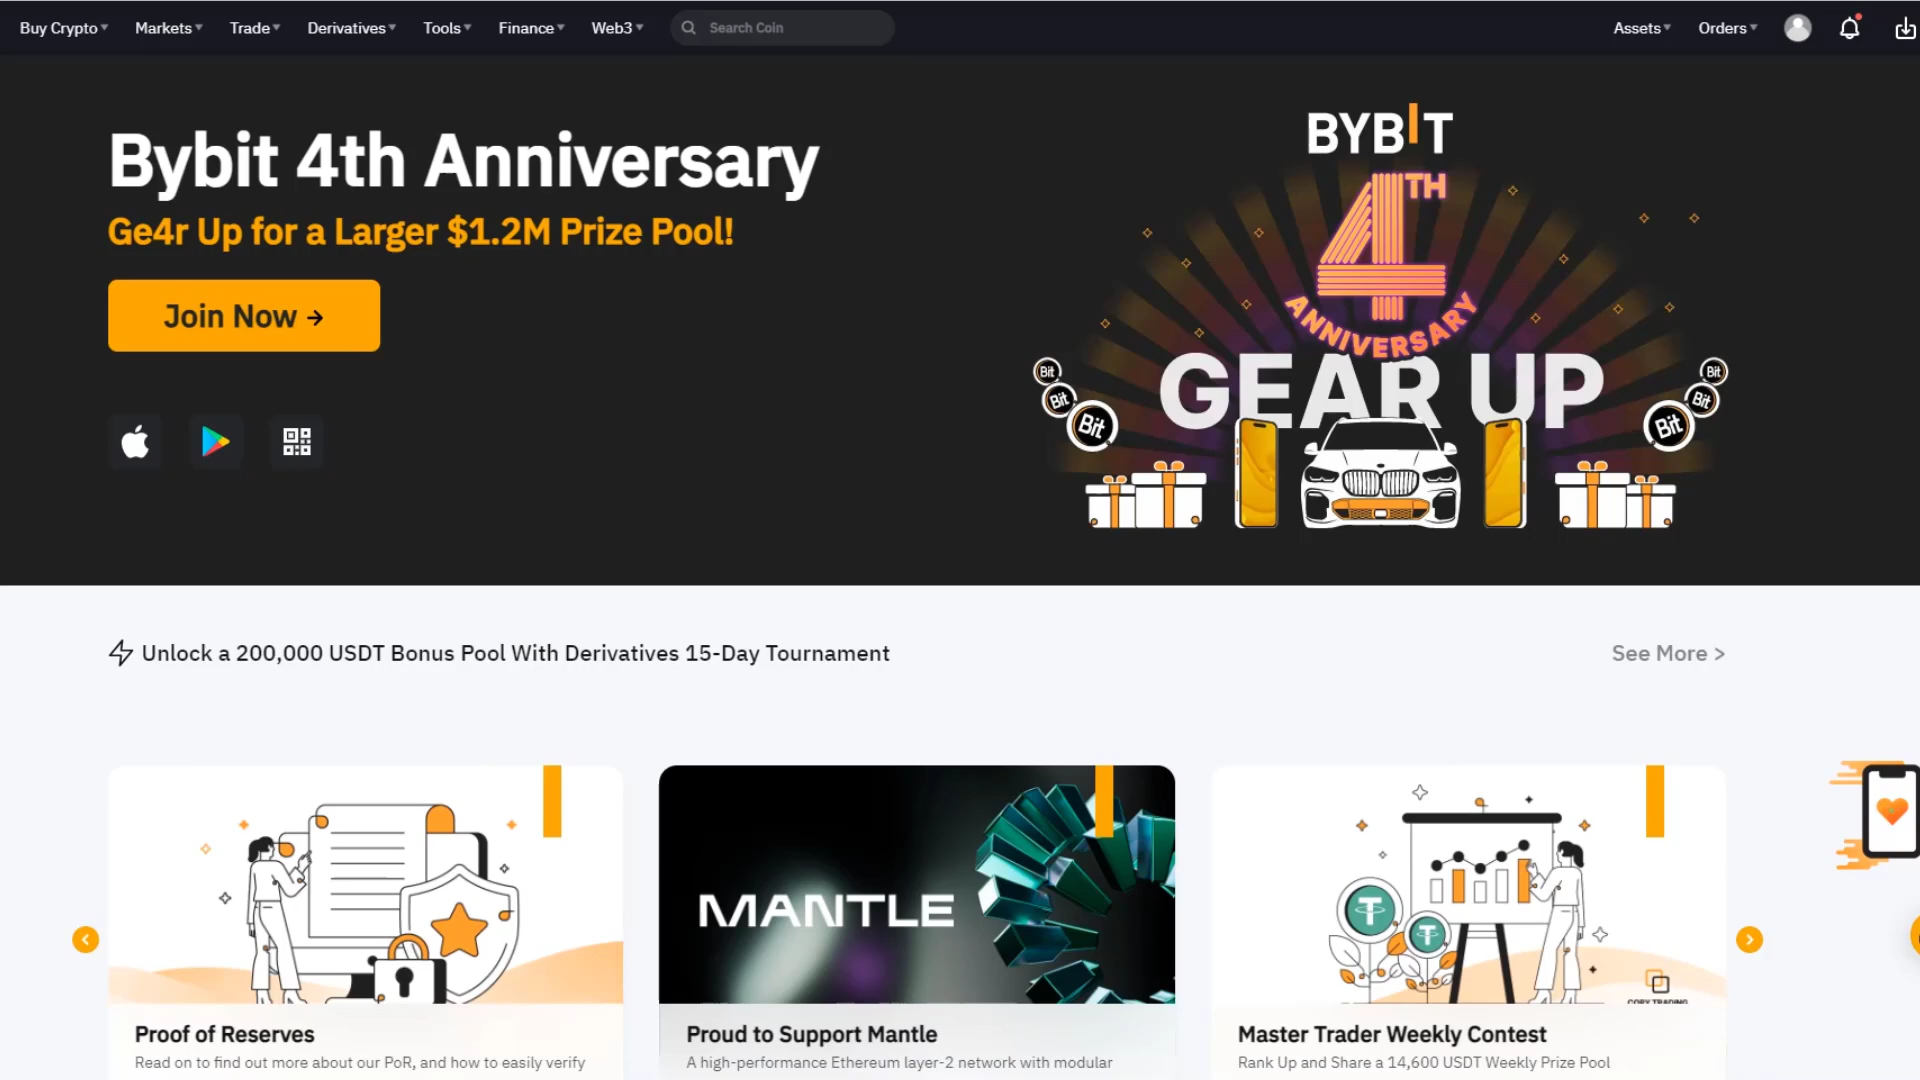 Buy Crypto Markets Trade Derivatives Tools Finance Web3 Search Coin Assets Orders
Bybit 4th Anniversary
Ge4r Up for a Larger $1.2M Prize Pool!
Join Now →
BYBIT
4TH
ANNIVERSARY
GEAR UP
Bit
Bit
Bit
Bit
Bit
Bit
Unlock a 200,000 USDT Bonus Pool With Derivatives 15-Day Tournament
See More >
MANTLE
COPY TRADING
Proof of Reserves
Read on to find out more about our PoR, and how to easily verify
Proud to Support Mantle
A high-performance Ethereum layer-2 network with modular
Master Trader Weekly Contest
Rank Up and Share a 14,600 USDT Weekly Prize Pool